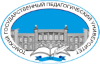 ТОМСКИЙ ГОСУДАРСТВЕННЫЙ ПЕДАГОГИЧЕСКИЙ УНИВЕРСИТЕТ